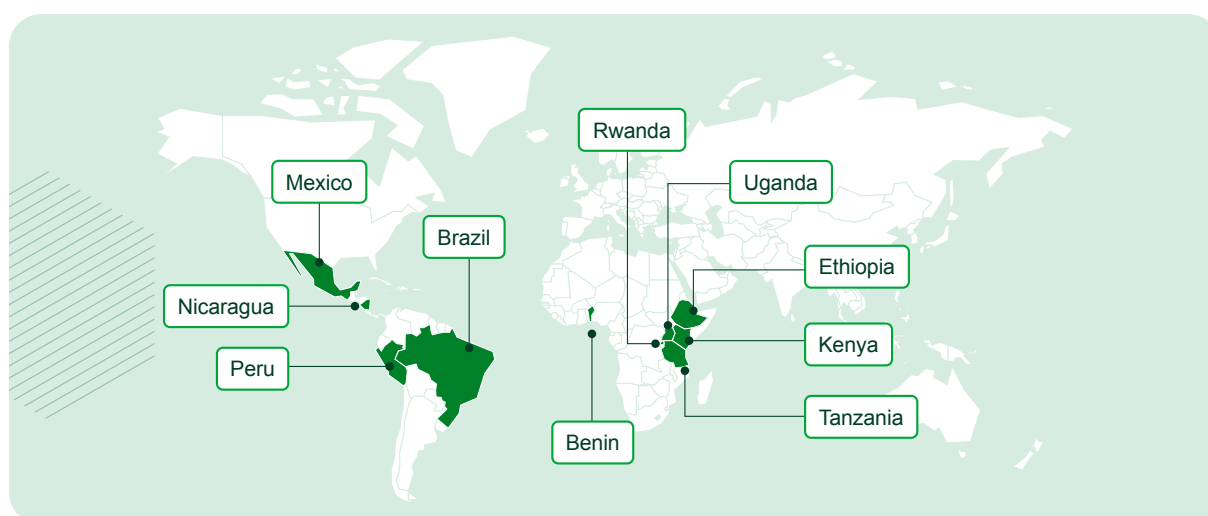 Rwanda
Mexico
Uganda
Brazil
Ethiopia
Nicaragua
Kenya
Peru
Tanzania
Benin